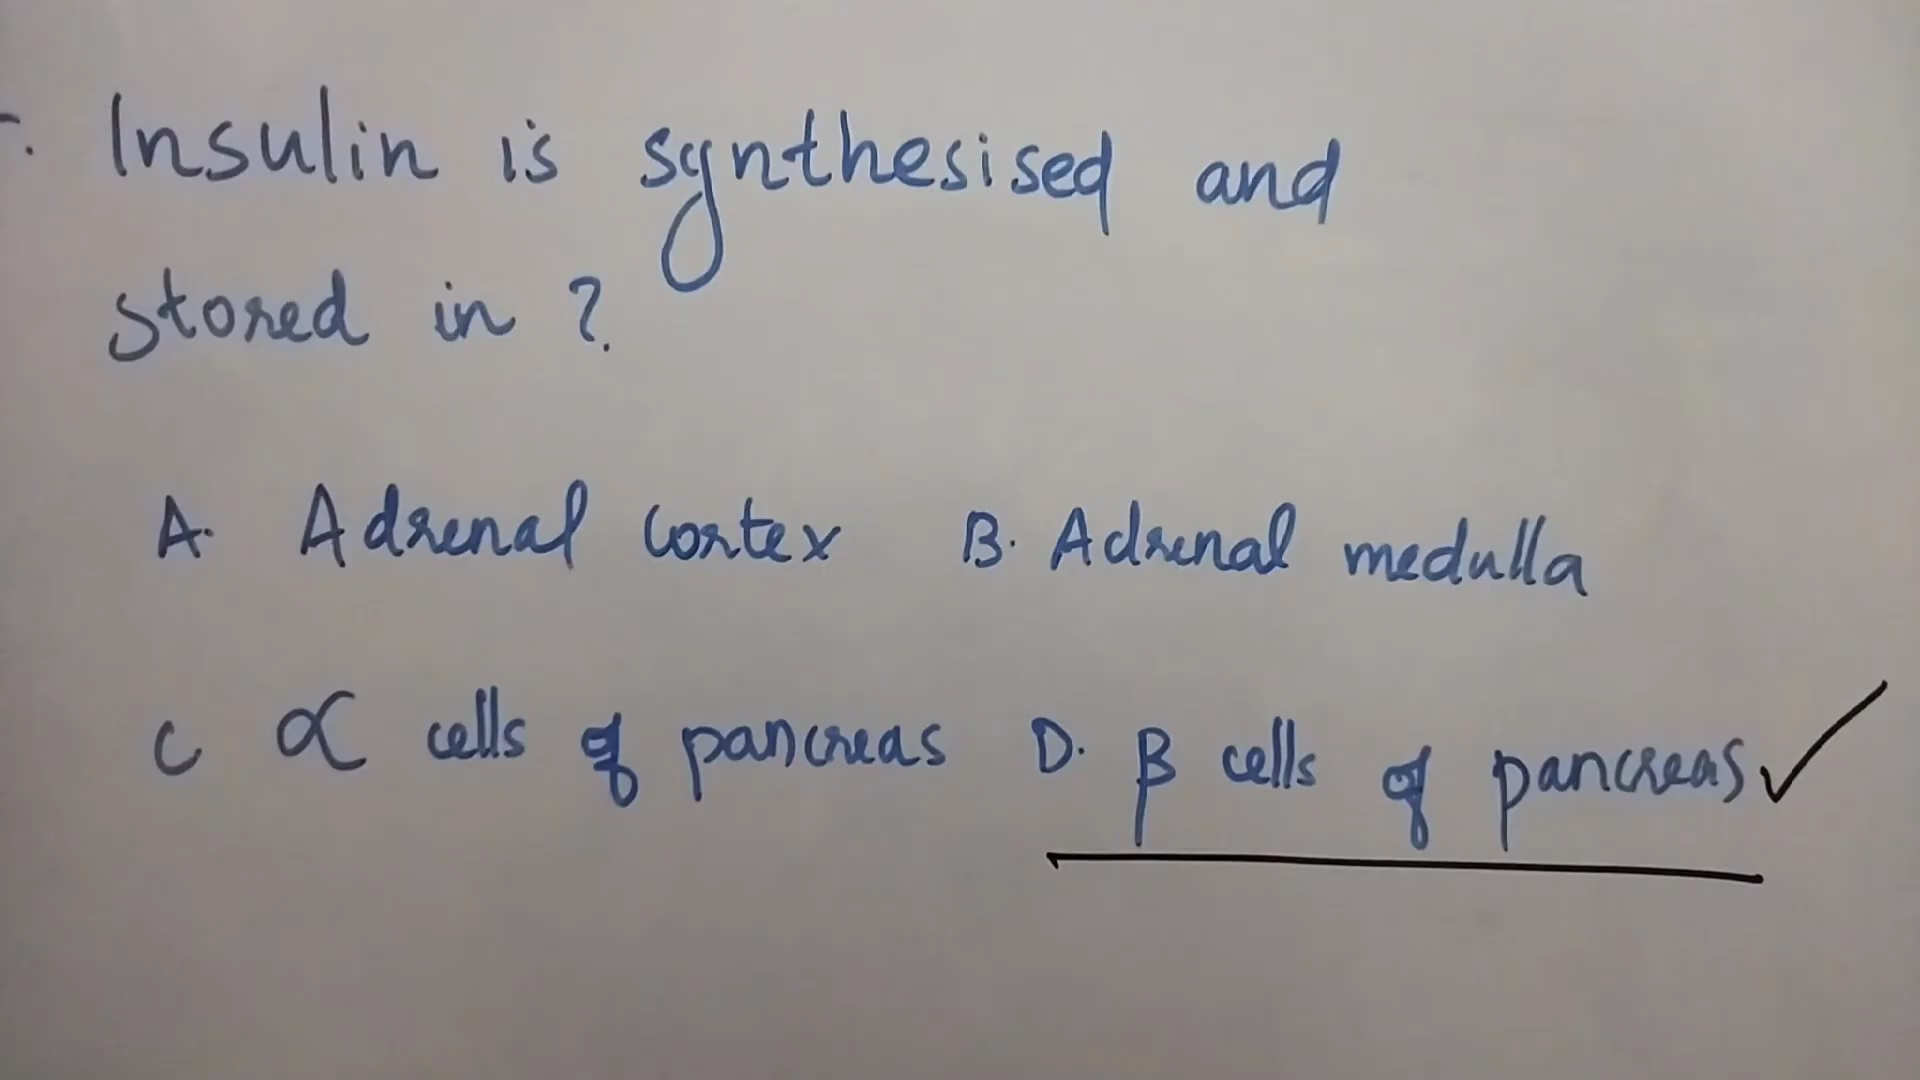 Insulin is synthesised and
stored in ?
A. Adrenal cortex B. Adrenal medulla
C α cells of pancreas D. β cells of pancreas